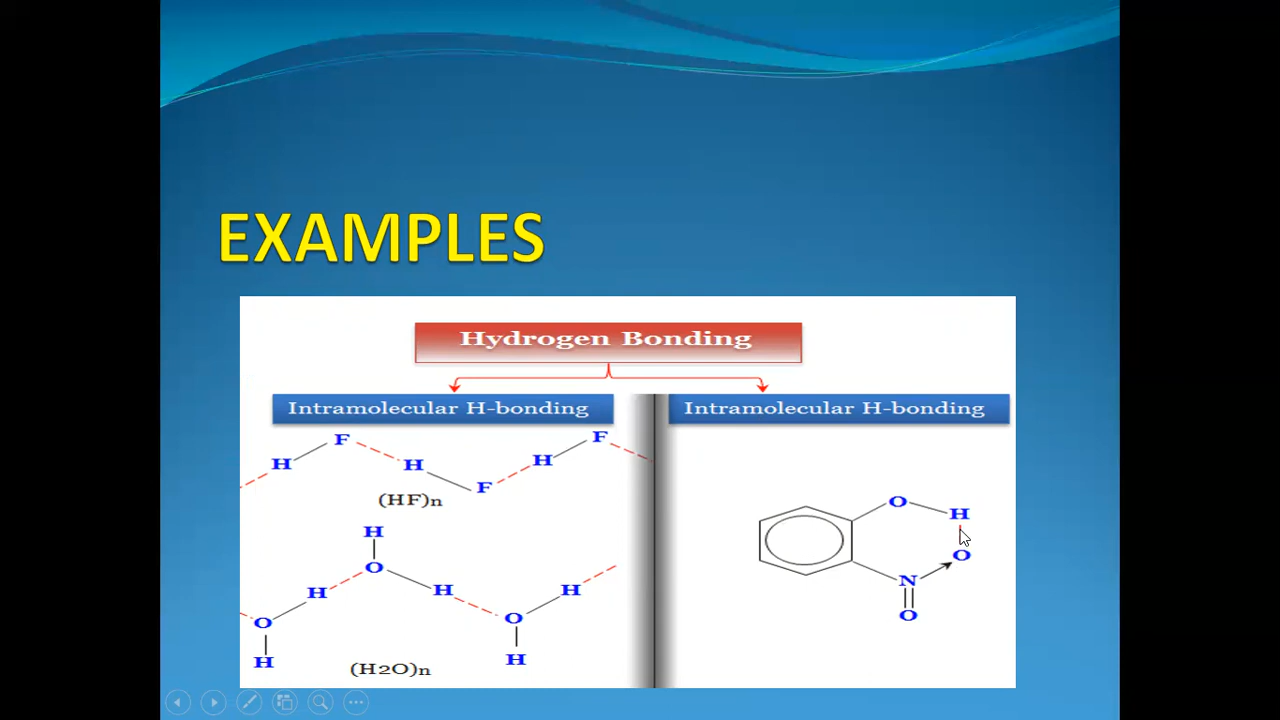 EXAMPLES
Hydrogen Bonding
Intramolecular H-bonding
Intramolecular H-bonding
H F H F H F
(HF)n
H
O H O H O H
H H
(H2O)n
O H
O
N
O